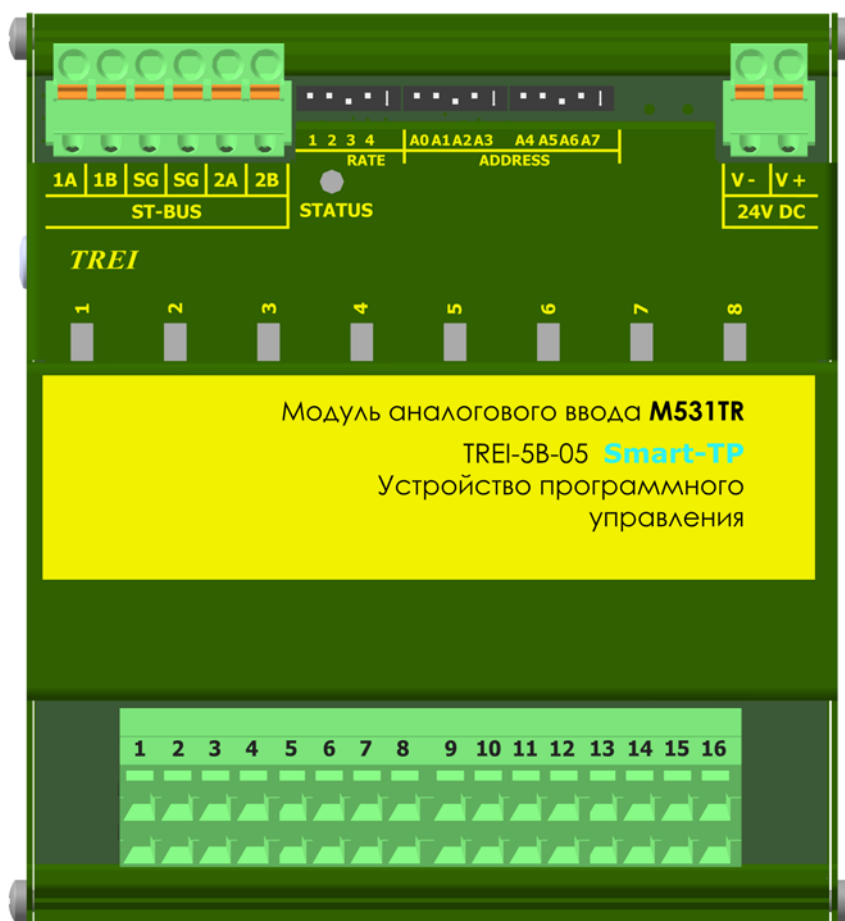 1 2 3 4 A0 A1 A2 A3 A4 A5 A6 A7
RATE ADDRESS
1A 1B SG SG 2A 2B V - V +
ST-BUS STATUS 24V DC
TREI
1 2 3 4 5 6 7 8
Модуль аналогового ввода M531TR
TREI-5B-05 Smart-TP
Устройство программного
управления
1 2 3 4 5 6 7 8 9 10 11 12 13 14 15 16